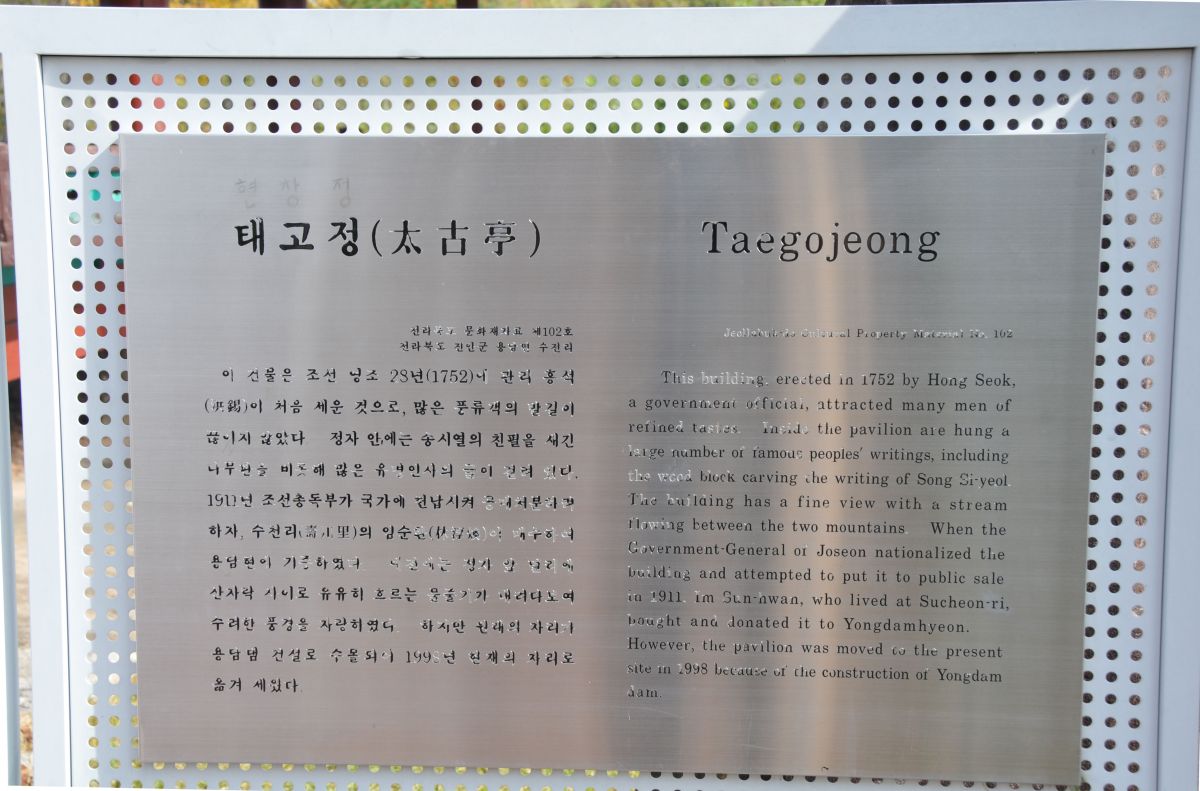 현 창 정
태고정(太古亭)
전라북도 문화재자료 제102호
전라북도 진안군 용담면 수천리
이 건물은 조선 영조 28년(1752)에 관리 홍석
(洪錫)이 처음 세운 것으로, 많은 풍류객의 발길이
끊이지 않았다. 정자 안에는 송시열의 친필을 새긴
나무판을 비롯해 많은 유명인사의 글이 걸려 있다.
1911년 조선총독부가 국가에 헌납시켜 공매처분하려
하자, 수천리(壽川里)의 임순환(林)이 매수하여
용담현에 기증하였다. 정자 앞
산자락 사이로 유유히 흐르는 물줄기가 내려다보여
수려한 풍경을 자랑하였다. 하지만 원래의 자리가
용담댐 건설로 수몰되어 1998년 현재의 자리로
옮겨 세웠다.
Taegojeong
Jeollabuk-do Cultural Property Material No. 102
This building, erected in 1752 by Hong Seok,
a government official, attracted many men of
refined tastes. Inside the pavilion are hung a
large number of famous peoples' writings, including
the wood block carving the writing of Song Si-yeol.
The building has a fine view with a stream
flowing between the two mountains. When the
Government-General of Joseon nationalized the
building and attempted to put it to public sale
in 1911, Im Sun-hwan, who lived at Sucheon-ri,
bought and donated it to Yongdamhyeon.
However, the pavilion was moved to the present
site in 1998 because of the construction of Yongdam
dam.